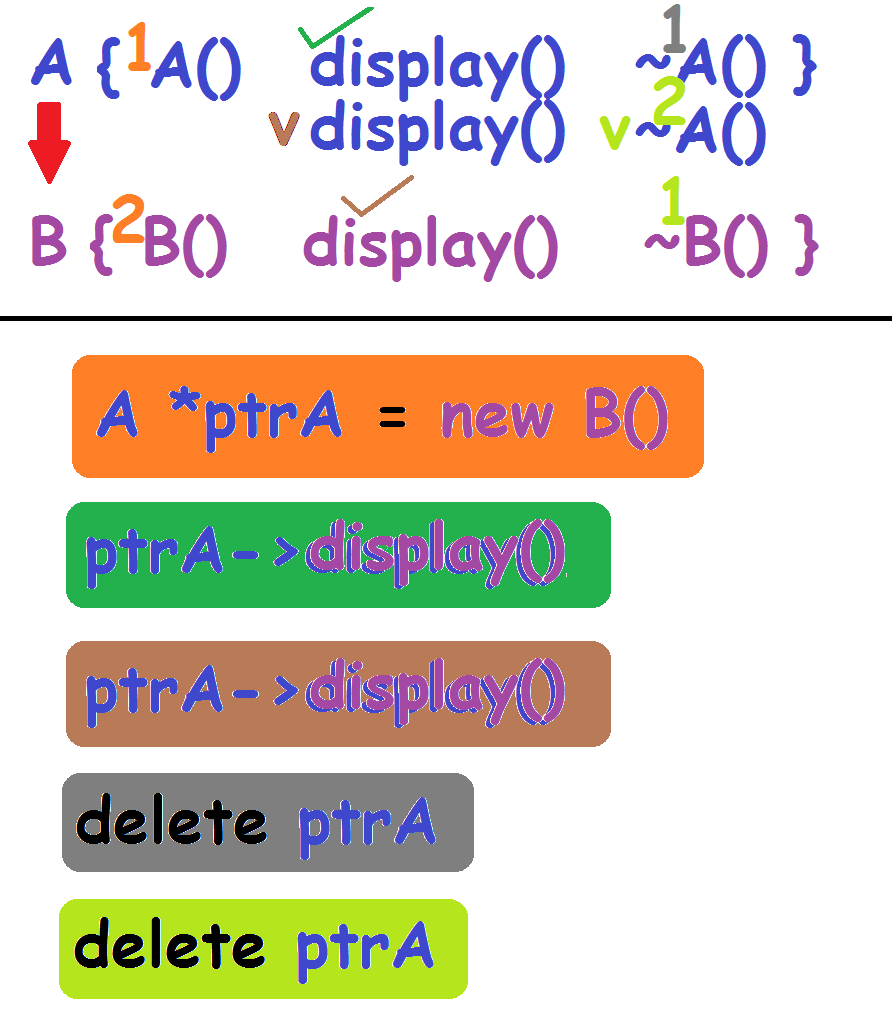 A { 1 A() display() 1 ~A() }
v display() v 2 ~A()
B { 2 B() display() 1 ~B() }
A *ptrA = new B()
ptrA->display()
ptrA->display()
delete ptrA
delete ptrA